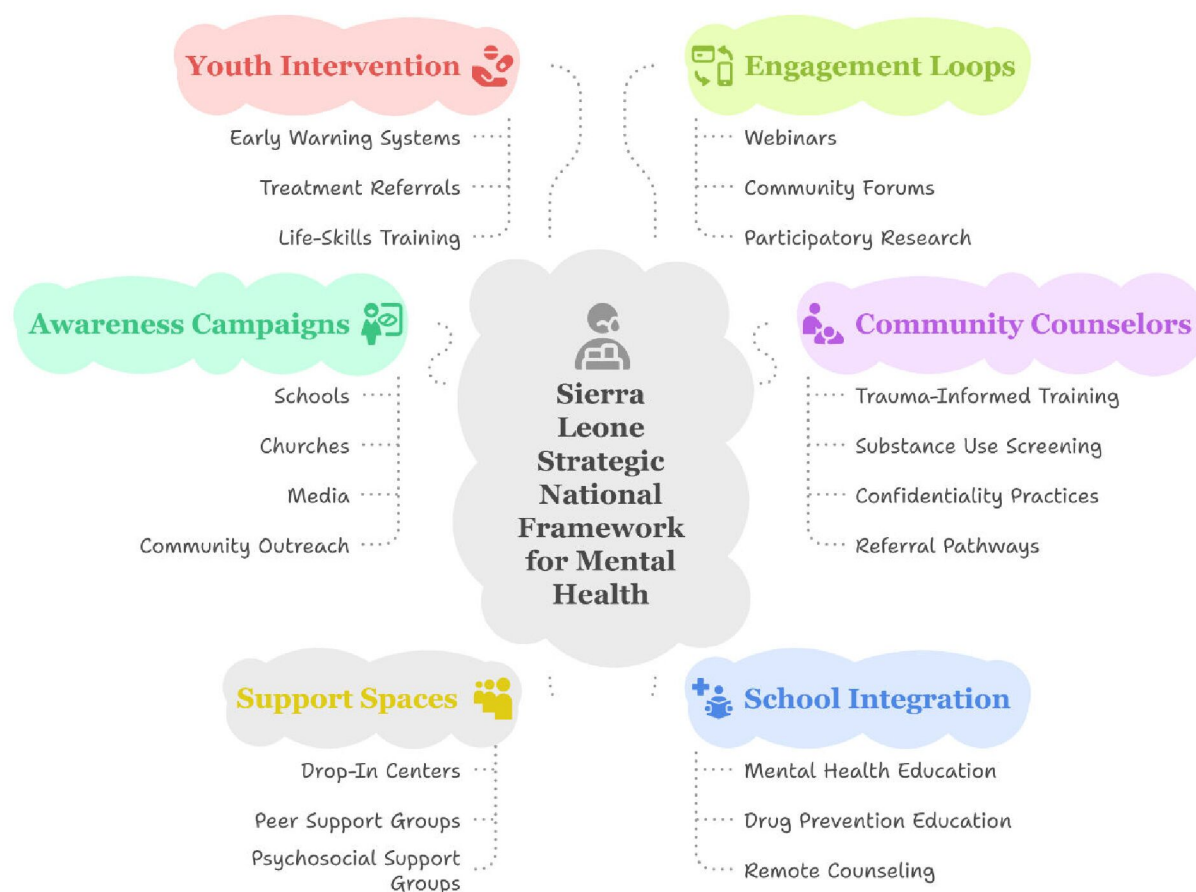 Youth Intervention
Early Warning Systems
Treatment Referrals
Life-Skills Training
Engagement Loops
Webinars
Community Forums
Participatory Research
Awareness Campaigns
Schools
Churches
Media
Community Outreach
Sierra
Leone
Strategic
National
Framework
for Mental
Health
Community Counselors
Trauma-Informed Training
Substance Use Screening
Confidentiality Practices
Referral Pathways
Support Spaces
Drop-In Centers
Peer Support Groups
Psychosocial Support
Groups
School Integration
Mental Health Education
Drug Prevention Education
Remote Counseling